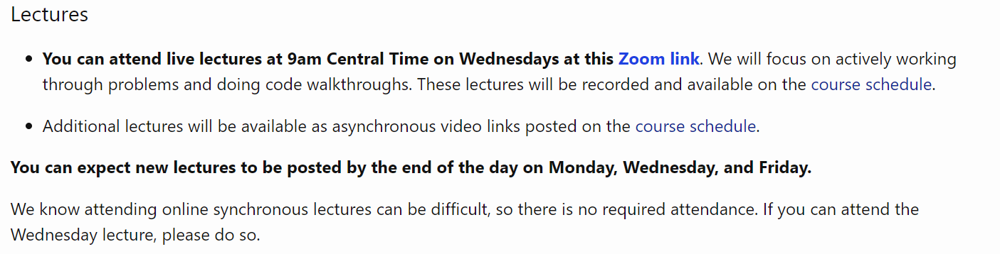 Lectures
• You can attend live lectures at 9am Central Time on Wednesdays at this Zoom link. We will focus on actively working
through problems and doing code walkthroughs. These lectures will be recorded and available on the course schedule.
• Additional lectures will be available as asynchronous video links posted on the course schedule.
You can expect new lectures to be posted by the end of the day on Monday, Wednesday, and Friday.
We know attending online synchronous lectures can be difficult, so there is no required attendance. If you can attend the
Wednesday lecture, please do so.